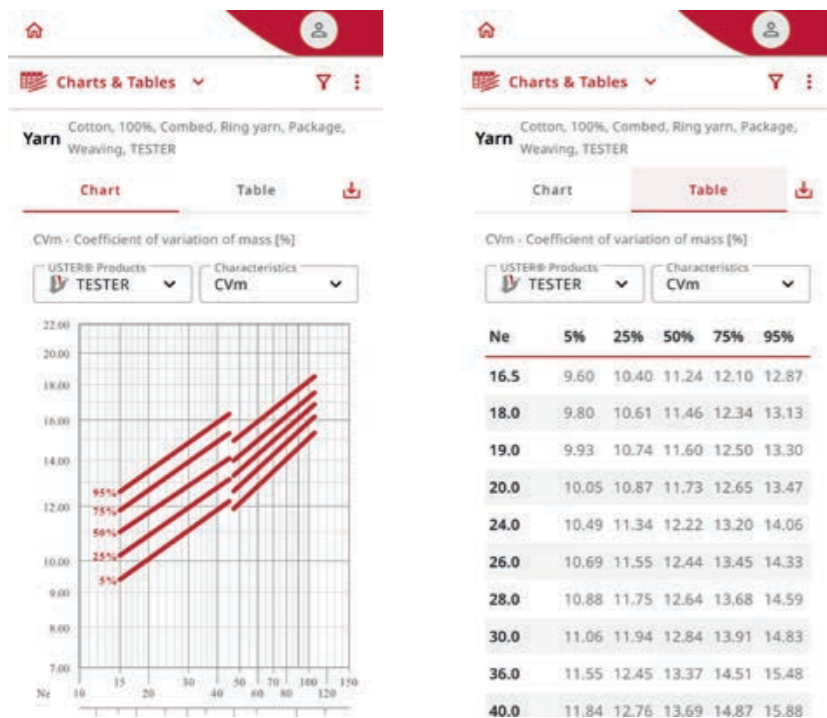 Charts & Tables
Yarn
Cotton, 100%, Combed, Ring yarn, Package,
Weaving, TESTER
Chart Table
CVm - Coefficient of variation of mass [%]
USTER® Products
TESTER
Characteristics
CVm
22.00
20.00
18.00
16.00
14.00
12.00
10.00
9.00
8.00
7.00
95%
75%
50%
25%
5%
Ne
10 15 20 30 40 50 60 70 80 100 120 150
Charts & Tables
Yarn
Cotton, 100%, Combed, Ring yarn, Package,
Weaving, TESTER
Chart Table
CVm - Coefficient of variation of mass [%]
USTER® Products
TESTER
Characteristics
CVm
Ne 5% 25% 50% 75% 95%
16.5 9.60 10.40 11.24 12.10 12.87
18.0 9.80 10.61 11.46 12.34 13.13
19.0 9.93 10.74 11.60 12.50 13.30
20.0 10.05 10.87 11.73 12.65 13.47
24.0 10.49 11.34 12.22 13.20 14.06
26.0 10.69 11.55 12.44 13.45 14.33
28.0 10.88 11.75 12.64 13.68 14.59
30.0 11.06 11.94 12.84 13.91 14.83
36.0 11.55 12.45 13.37 14.51 15.48
40.0 11.84 12.76 13.69 14.87 15.88